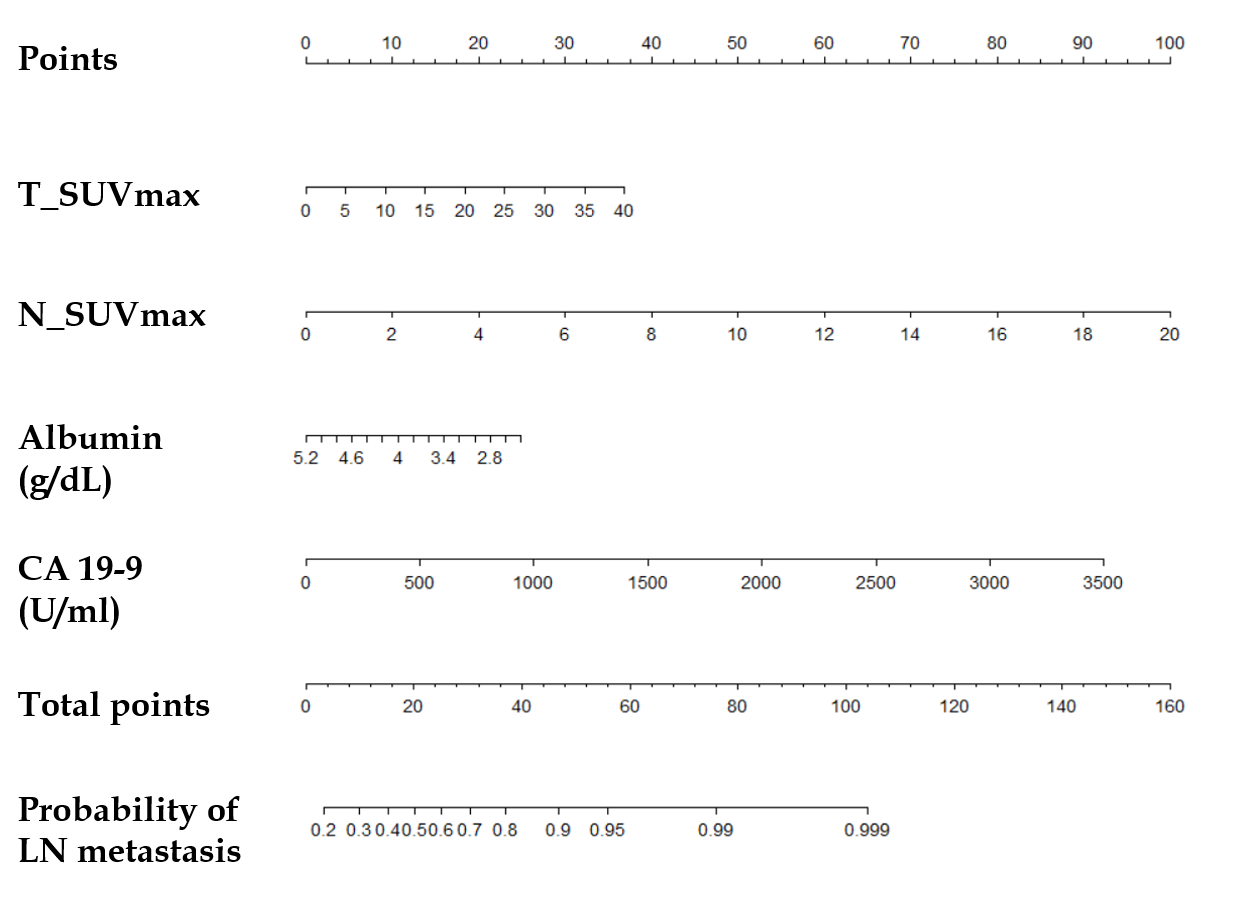 0 10 20 30 40 50 60 70 80 90 100
Points
T_SUVmax
0 5 10 15 20 25 30 35 40
N_SUVmax
0 2 4 6 8 10 12 14 16 18 20
Albumin
(g/dL)
5.2 4.6 4 3.4 2.8
CA 19-9
(U/ml)
0 500 1000 1500 2000 2500 3000 3500
Total points
0 20 40 60 80 100 120 140 160
Probability of
LN metastasis
0.2 0.3 0.4 0.5 0.6 0.7 0.8 0.9 0.95 0.99 0.999